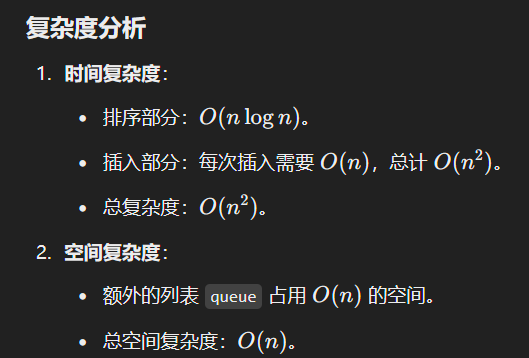 复杂度分析
1. 时间复杂度：
• 排序部分：O(n log n)。
• 插入部分：每次插入需要 O(n)，总计 O(n²)。
• 总复杂度：O(n²)。
2. 空间复杂度：
• 额外的列表 queue 占用 O(n) 的空间。
• 总空间复杂度：O(n)。